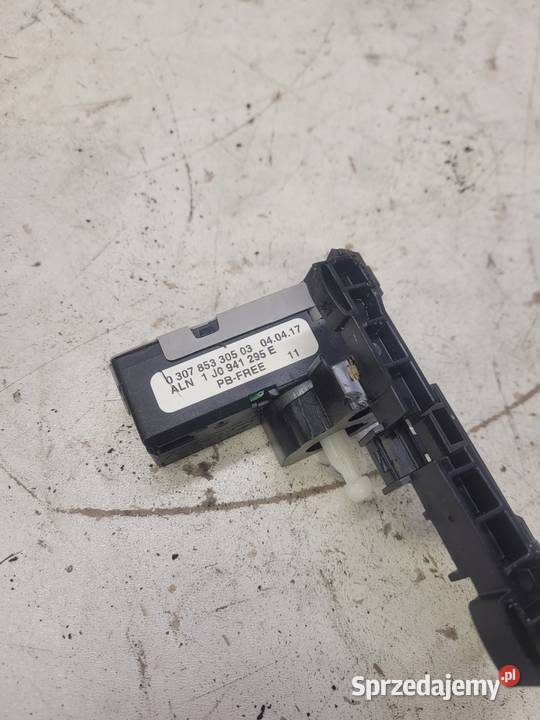 0 307 853 305 03 04.04.17
ALN 1 J0 941 295 E
PB-FREE 11
Sprzedajemy.pl